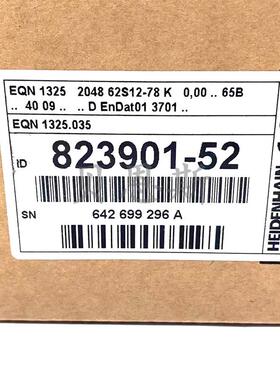 EQN 1325 2048 62S12-78 K 0,00 .. 65B
.. 40 09 .. .. D EnDat01 3701 ..
EQN 1325.035
ID 823901-52
SN 642 699 296 A
HEIDENHAIN